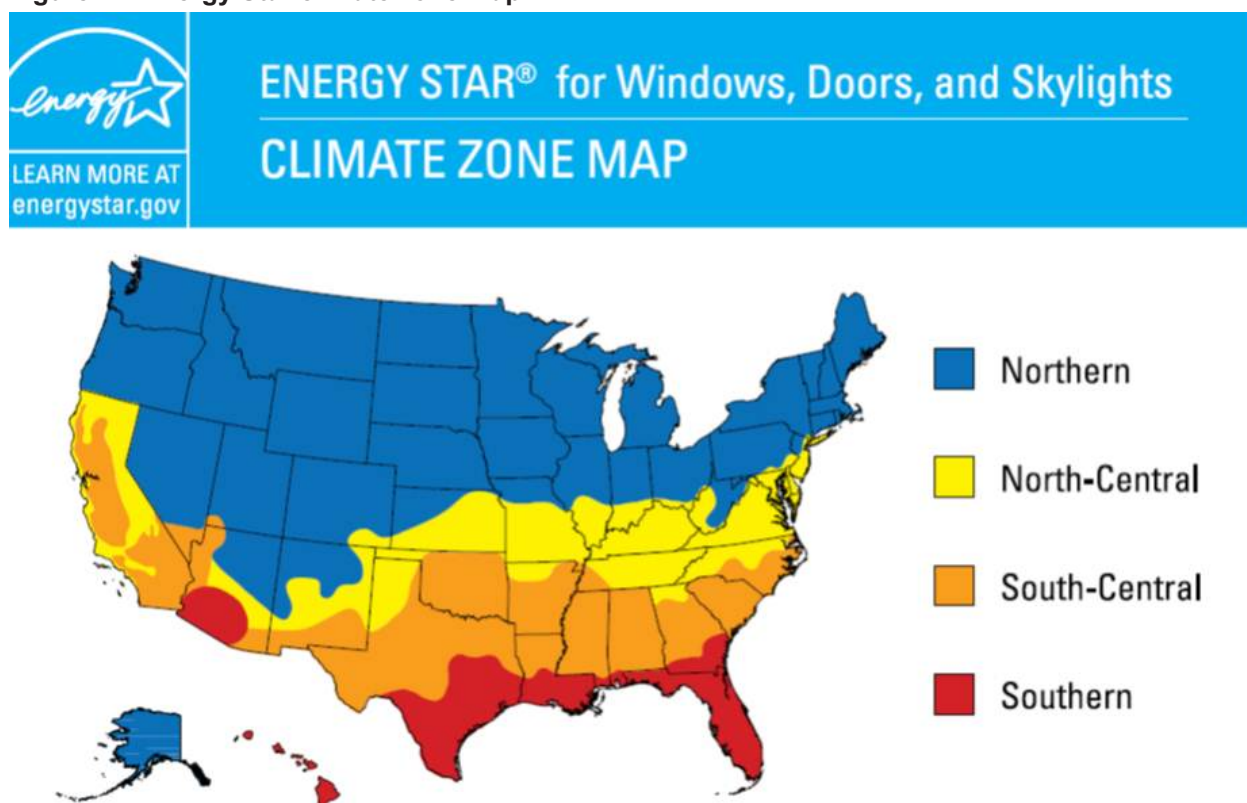 energy
LEARN MORE AT
energystar.gov
ENERGY STAR® for Windows, Doors, and Skylights
CLIMATE ZONE MAP
Northern
North-Central
South-Central
Southern